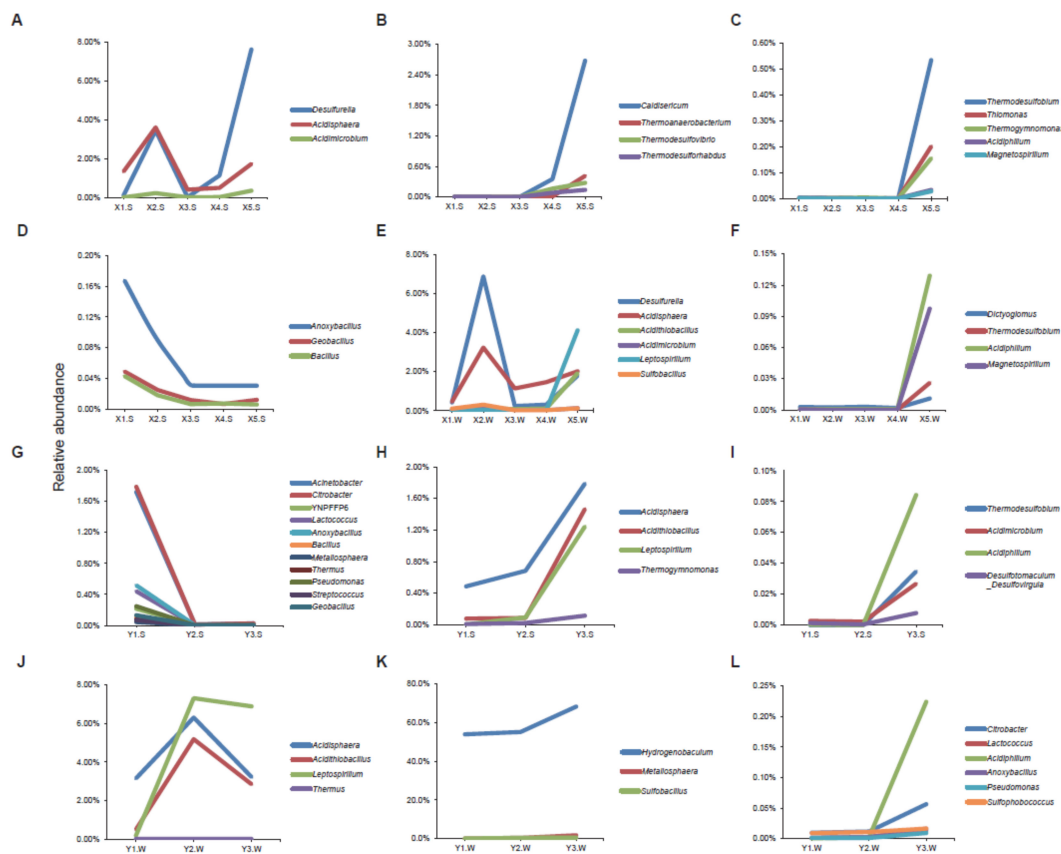 A
8.00%
6.00%
4.00%
2.00%
0.00%
X1.S X2.S X3.S X4.S X5.S
Desulfurella
Acidisphaera
Acidimicrobium
B
3.00%
2.40%
1.80%
1.20%
0.60%
0.00%
X1.S X2.S X3.S X4.S X5.S
Caldisericum
Thermoanaerobacterium
Thermodesulfovibrio
Thermodesulforhabdus
C
0.60%
0.50%
0.40%
0.30%
0.20%
0.10%
0.00%
X1.S X2.S X3.S X4.S X5.S
Thermodesulfobium
Thiomonas
Thermogymnomonas
Acidiphilum
Magnetospirillum
Relative abundance
D
0.20%
0.16%
0.12%
0.08%
0.04%
0.00%
X1.S X2.S X3.S X4.S X5.S
Anoxybacillus
Geobacillus
Bacillus
E
8.00%
6.00%
4.00%
2.00%
0.00%
X1.W X2.W X3.W X4.W X5.W
Desulfurella
Acidisphaera
Acidithiobacillus
Acidimicrobium
Leptospirillum
Sulfobacillus
F
0.15%
0.12%
0.09%
0.06%
0.03%
0.00%
X1.W X2.W X3.W X4.W X5.W
Dictyoglomus
Thermodesulfobium
Acidiphilum
Magnetospirillum
G
2.00%
1.60%
1.20%
0.80%
0.40%
0.00%
Y1.S Y2.S Y3.S
Acinetobacter
Citrobacter
YNPFFP6
Lactococcus
Anoxybacillus
Bacillus
Metallosphaera
Thermus
Pseudomonas
Streptococcus
Geobacillus
H
2.00%
1.60%
1.20%
0.80%
0.40%
0.00%
Y1.S Y2.S Y3.S
Acidisphaera
Acidithiobacillus
Leptospirillum
Thermogymnomonas
I
0.10%
0.08%
0.06%
0.04%
0.02%
0.00%
Y1.S Y2.S Y3.S
Thermodesulfobium
Acidimicrobium
Acidiphilum
Desulfotomaculum
_Desulfovirgula
J
8.00%
6.00%
4.00%
2.00%
0.00%
Y1.W Y2.W Y3.W
Acidisphaera
Acidithiobacillus
Leptospirillum
Thermus
K
80.0%
60.0%
40.0%
20.0%
0.0%
Y1.W Y2.W Y3.W
Hydrogenobaculum
Metallosphaera
Sulfobacillus
L
0.25%
0.20%
0.15%
0.10%
0.05%
0.00%
Y1.W Y2.W Y3.W
Citrobacter
Lactococcus
Acidiphilum
Anoxybacillus
Pseudomonas
Sulfophobococcus